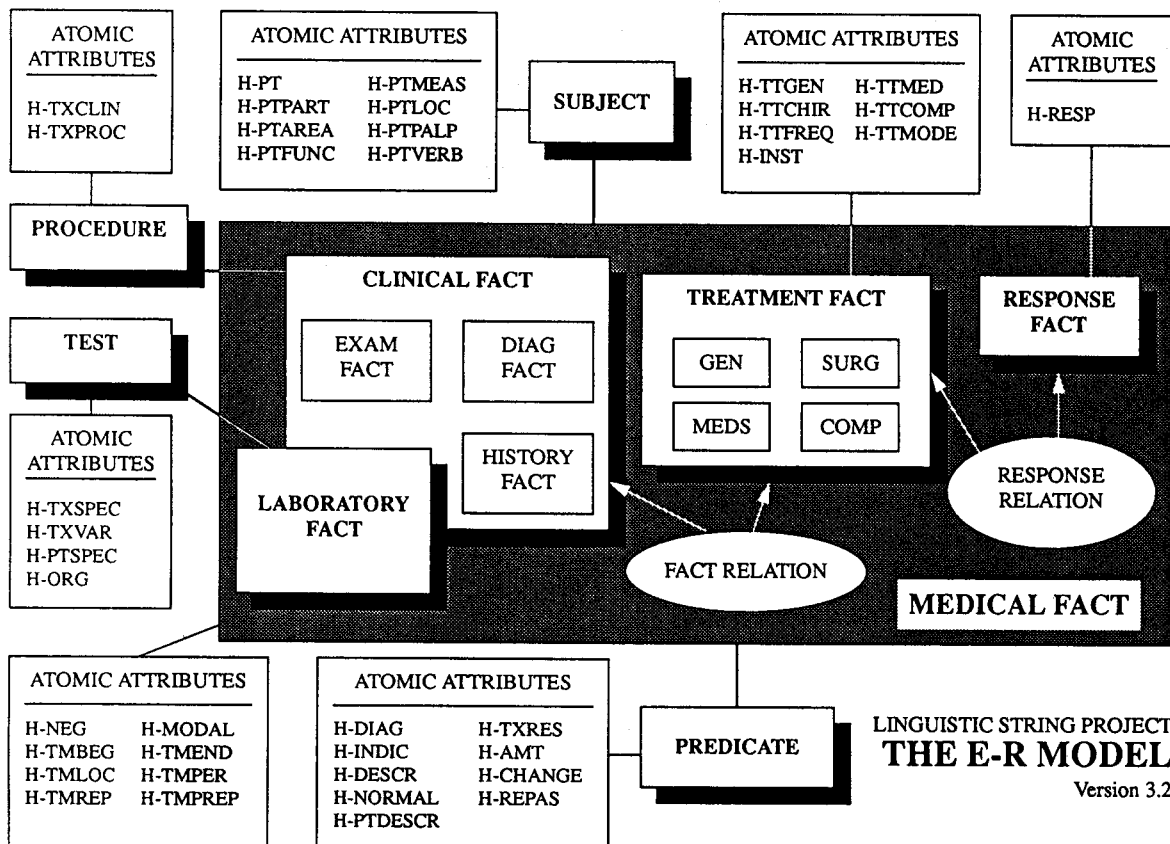 ATOMIC
ATTRIBUTES
H-TXCLIN
H-TXPROC
ATOMIC ATTRIBUTES
H-PT H-PTMEAS
H-PTPART H-PTLOC
H-PTAREA H-PTPALP
H-PTFUNC H-PTVERB
SUBJECT
ATOMIC ATTRIBUTES
H-TTGEN H-TTMED
H-TTCHIR H-TTCOMP
H-TTFREQ H-TTMODE
H-INST
ATOMIC
ATTRIBUTES
H-RESP
PROCEDURE
CLINICAL FACT
EXAM
FACT
DIAG
FACT
HISTORY
FACT
TREATMENT FACT
GEN SURG
MEDS COMP
RESPONSE
FACT
TEST
ATOMIC
ATTRIBUTES
H-TXSPEC
H-TXVAR
H-PTSPEC
H-ORG
LABORATORY
FACT
FACT RELATION
RESPONSE
RELATION
MEDICAL FACT
ATOMIC ATTRIBUTES
H-NEG H-MODAL
H-TMBEG H-TMEND
H-TMLOC H-TMPER
H-TMREP H-TMPREP
ATOMIC ATTRIBUTES
H-DIAG H-TXRES
H-INDIC H-AMT
H-DESCR H-CHANGE
H-NORMAL H-REPAS
H-PTDESCR
PREDICATE
LINGUISTIC STRING PROJECT
THE E-R MODEL
Version 3.2